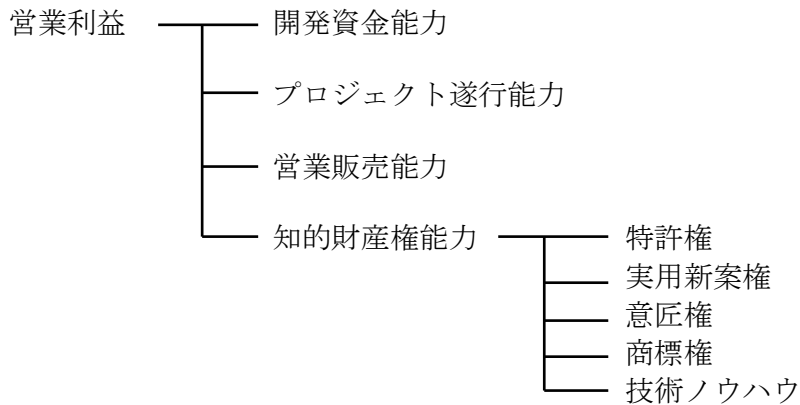 営業利益 開発資金能力
プロジェクト遂行能力
営業販売能力
知的財産権能力 特許権
実用新案権
意匠権
商標権
技術ノウハウ